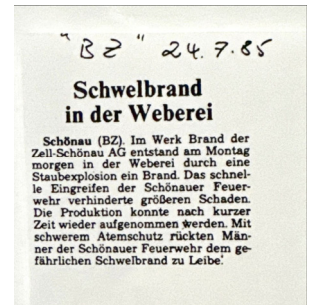 "BZ" 24.7.85
Schwelbrand
in der Weberei
Schönau (BZ). Im Werk Brand der
Zell-Schönau AG entstand am Montag
morgen in der Weberei durch eine
Staubexplosion ein Brand. Das schnel-
le Eingreifen der Schönauer Feuer-
wehr verhinderte größeren Schaden.
Die Produktion konnte nach kurzer
Zeit wieder aufgenommen werden. Mit
schwerem Atemschutz rückten Män-
ner der Schönauer Feuerwehr dem ge-
fährlichen Schwelbrand zu Leibe.